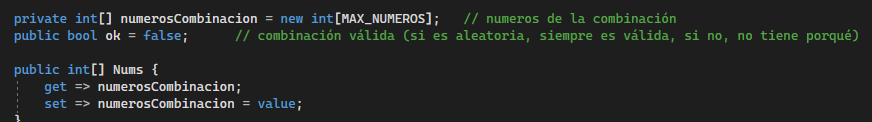 private int[] numerosCombinacion = new int[MAX_NUMEROS];   // numeros de la combinación
public bool ok = false;      // combinación válida (si es aleatoria, siempre es válida, si no, no tiene porqué)
public int[] Nums {
get => numerosCombinacion;
set => numerosCombinacion = value;
}